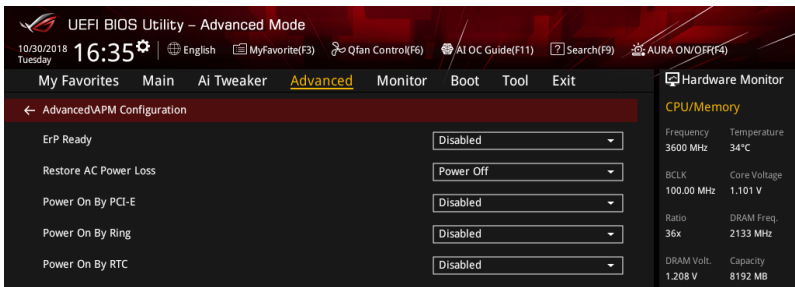 UEFI BIOS Utility – Advanced Mode
10/30/2018 Tuesday 16:35 English MyFavorite(F3) Qfan Control(F6) AI OC Guide(F11) ? Search(F9) AURA ON/OFF(F4)
My Favorites Main Ai Tweaker Advanced Monitor Boot Tool Exit
Hardware Monitor
← Advanced\APM Configuration
ErP Ready Disabled
Restore AC Power Loss Power Off
Power On By PCI-E Disabled
Power On By Ring Disabled
Power On By RTC Disabled
CPU/Memory
Frequency Temperature
3600 MHz 34°C
BCLK Core Voltage
100.00 MHz 1.101 V
Ratio DRAM Freq.
36x 2133 MHz
DRAM Volt. Capacity
1.208 V 8192 MB